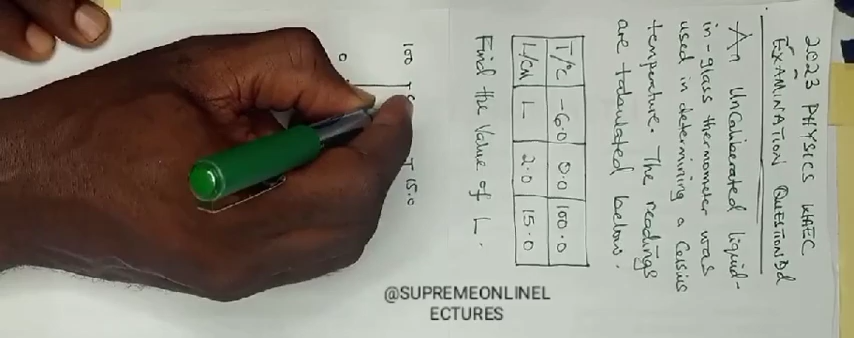 2023 PHYSICS WAEC
EXAMINATION QUESTION 3d
An Uncaliberated liquid-
in-glass thermometer was
used in determining a Celsius
temperature. The readings
are tabulated below.
T/°C -6.0 0.0 100.0
L/cm L 2.0 15.0
Find the value of L.
100
15.0
0
@SUPREMEONLINEL
ECTURES